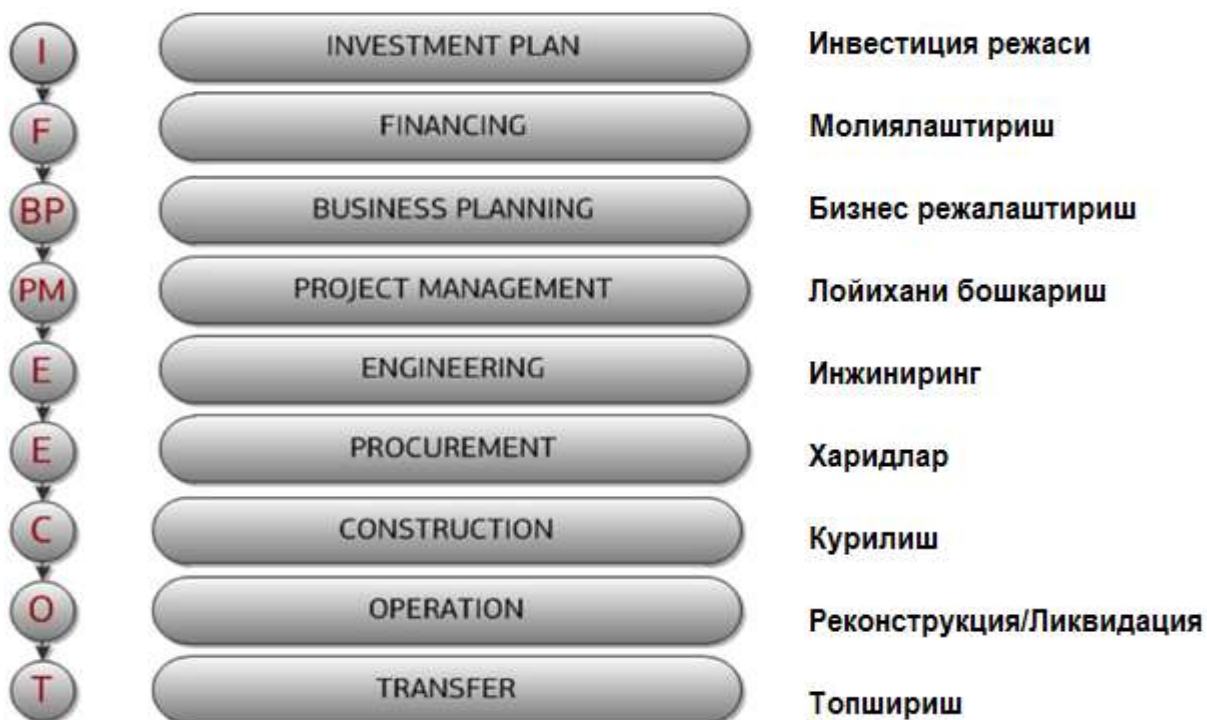 I INVESTMENT PLAN Инвестиция режаси
F FINANCING Молиялаштириш
BP BUSINESS PLANNING Бизнес режалаштириш
PM PROJECT MANAGEMENT Лойихани бошкариш
E ENGINEERING Инжиниринг
E PROCUREMENT Харидлар
C CONSTRUCTION Курилиш
O OPERATION Реконструкция/Ликвидация
T TRANSFER Топшириш